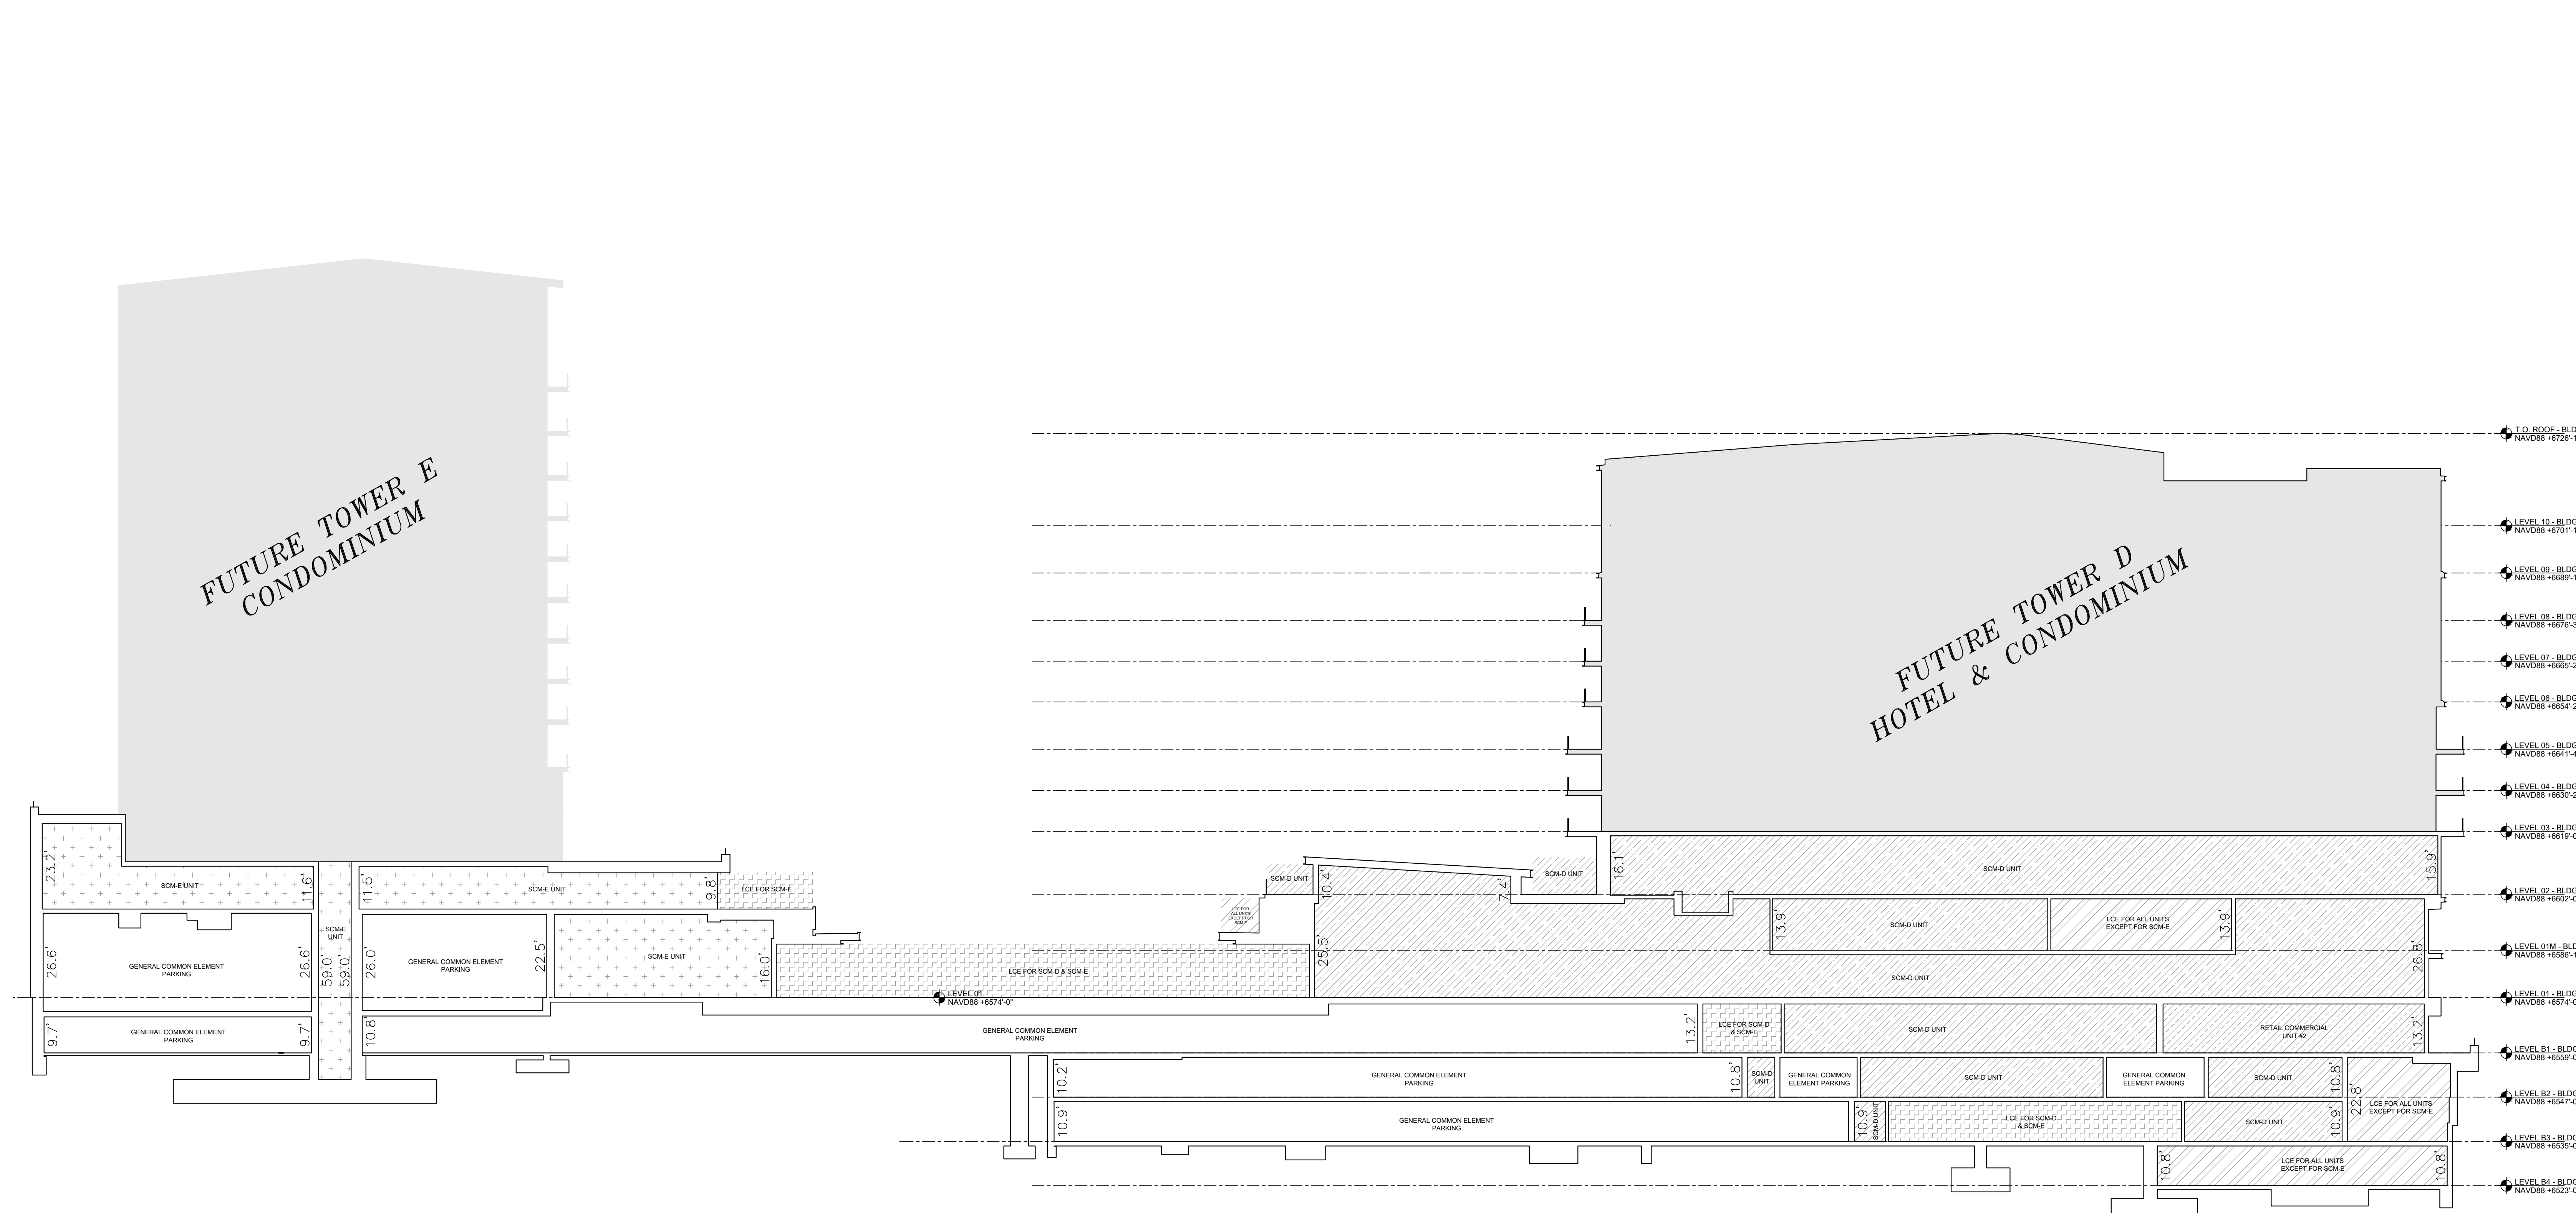 FUTURE TOWER E
CONDOMINIUM
FUTURE TOWER D
HOTEL & CONDOMINIUM
T.O. ROOF - BLD
NAVD88 +6726'-1
LEVEL 10 - BLDG
NAVD88 +6701'-1
LEVEL 09 - BLDG
NAVD88 +6689'-1
LEVEL 08 - BLDG
NAVD88 +6676'-3
LEVEL 07 - BLDG
NAVD88 +6665'-2
LEVEL 06 - BLDG
NAVD88 +6654'-2
LEVEL 05 - BLDG
NAVD88 +6641'-4
LEVEL 04 - BLDG
NAVD88 +6630'-2
LEVEL 03 - BLDG
NAVD88 +6619'-0
LEVEL 02 - BLDG
NAVD88 +6602'-0
LEVEL 01M - BLD
NAVD88 +6586'-1
LEVEL 01 - BLDG
NAVD88 +6574'-0
LEVEL B1 - BLDG
NAVD88 +6559'-0
LEVEL B2 - BLDG
NAVD88 +6547'-0
LEVEL B3 - BLDG
NAVD88 +6535'-0
LEVEL B4 - BLDG
NAVD88 +6523'-0
23.2'
SCM-E UNIT
11.6'
11.5'
SCM-E UNIT
9.8'
LCE FOR SCM-E
SCM-E
UNIT
59.0'
59.0'
26.6'
GENERAL COMMON ELEMENT
PARKING
26.6'
26.0'
GENERAL COMMON ELEMENT
PARKING
22.5'
SCM-E UNIT
16.0'
LCE FOR SCM-D & SCM-E
LEVEL 01
NAVD88 +6574'-0"
9.7'
GENERAL COMMON ELEMENT
PARKING
9.7'
10.8'
GENERAL COMMON ELEMENT
PARKING
13.2'
LCE FOR SCM-D
& SCM-E
SCM-D UNIT
RETAIL COMMERCIAL
UNIT #2
13.2'
SCM-D UNIT
10.4'
7.4'
SCM-D UNIT
LCE FOR
ALL UNITS
EXCEPT FOR
SCM-E
25.5'
16.1'
SCM-D UNIT
15.9'
13.9'
SCM-D UNIT
LCE FOR ALL UNITS
EXCEPT FOR SCM-E
13.9'
SCM-D UNIT
26.8'
10.2'
GENERAL COMMON ELEMENT
PARKING
10.8'
SCM-D
UNIT
GENERAL COMMON
ELEMENT PARKING
SCM-D UNIT
GENERAL COMMON
ELEMENT PARKING
SCM-D UNIT
10.8'
22.8'
LCE FOR ALL UNITS
EXCEPT FOR SCM-E
10.9'
GENERAL COMMON ELEMENT
PARKING
10.9'
SCM-D UNIT
LCE FOR SCM-D
& SCM-E
SCM-D UNIT
10.9'
10.8'
LCE FOR ALL UNITS
EXCEPT FOR SCM-E
10.8'